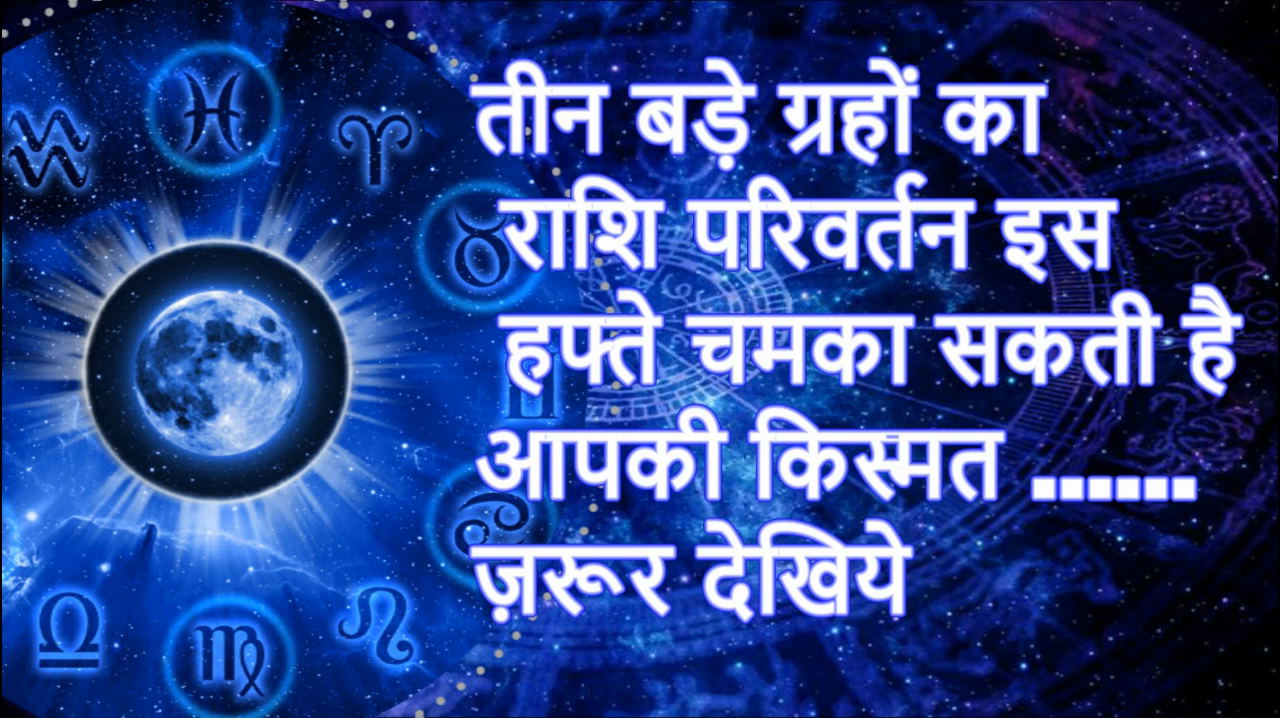 तीन बड़े ग्रहों का
राशि परिवर्तन इस
हफ्ते चमका सकती है
आपकी किस्मत ......
ज़रूर देखिये